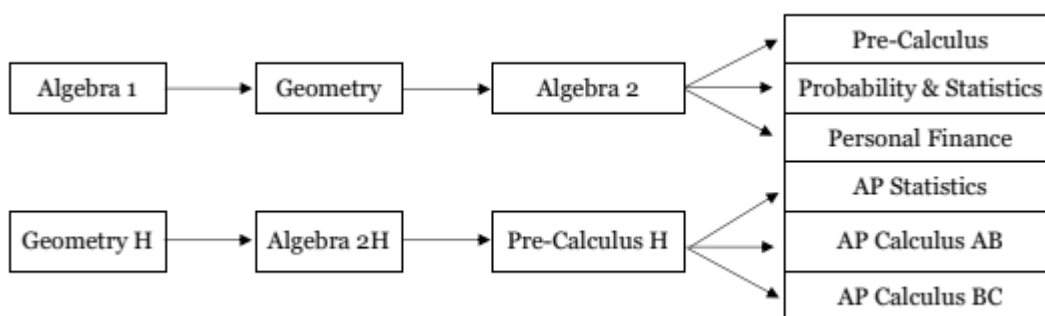 Pre-Calculus
Algebra 1
Geometry
Algebra 2
Probability & Statistics
Personal Finance
AP Statistics
Geometry H
Algebra 2H
Pre-Calculus H
AP Calculus AB
AP Calculus BC